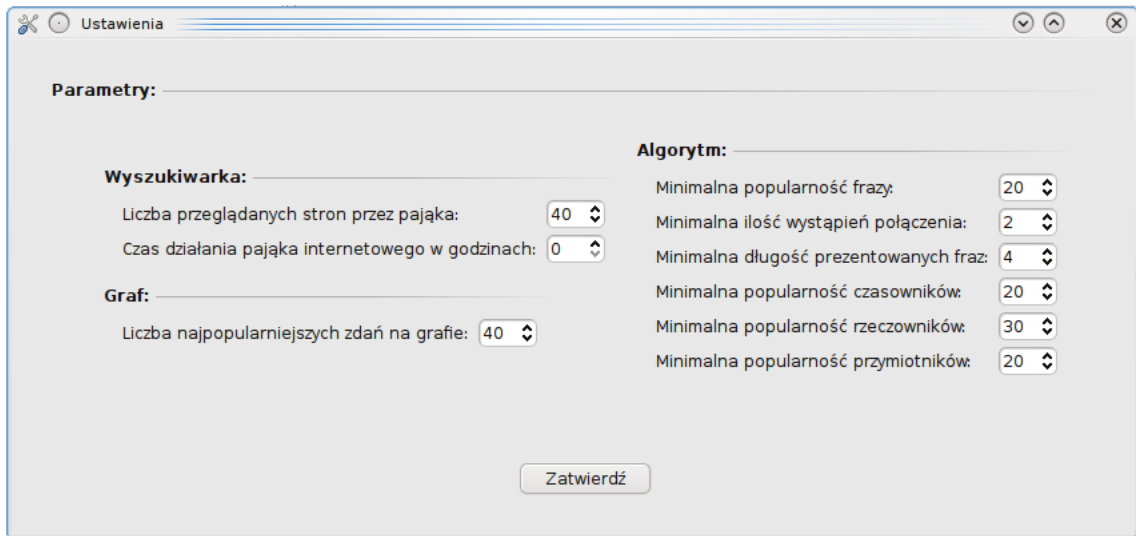 Ustawienia
Parametry:
Wyszukiwarka:
Liczba przeglądanych stron przez pająka: 40
Czas działania pająka internetowego w godzinach: 0
Graf:
Liczba najpopularniejszych zdań na grafie: 40
Algorytm:
Minimalna popularność frazy: 20
Minimalna ilość wystąpień połączenia: 2
Minimalna długość prezentowanych fraz: 4
Minimalna popularność czasowników: 20
Minimalna popularność rzeczowników: 30
Minimalna popularność przymiotników: 20
Zatwierdź